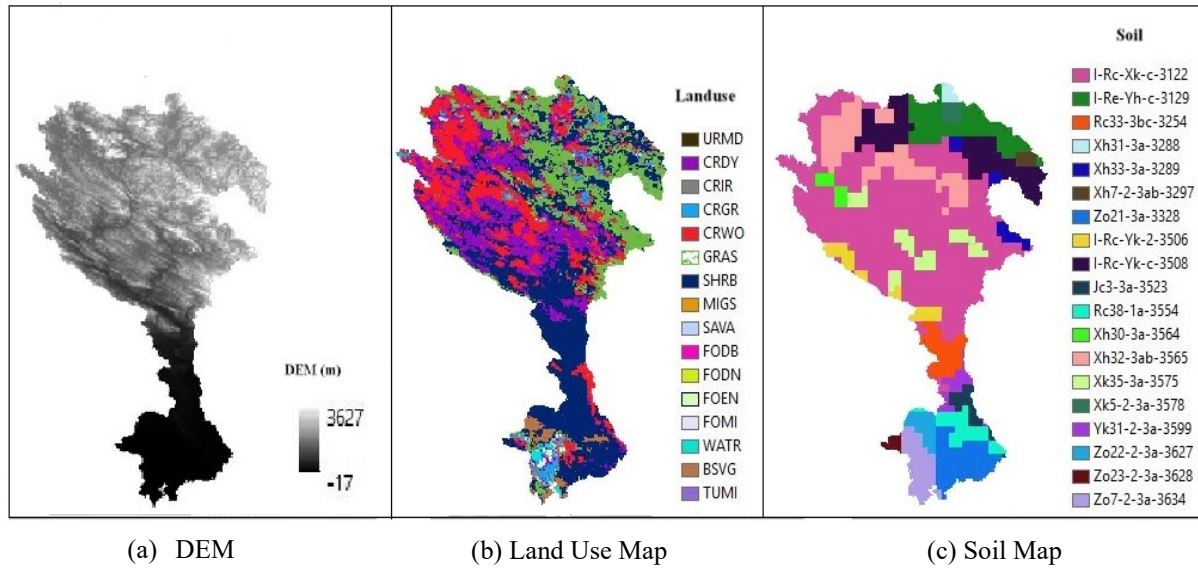 DEM (m)
3627
-17
Landuse
URMD
CRDY
CRIR
CRGR
CRWO
GRAS
SHRB
MIGS
SAVA
FODB
FODN
FOEN
FOMI
WATR
BSVG
TUMI
Soil
I-Rc-Xk-c-3122
I-Re-Yh-c-3129
Rc33-3bc-3254
Xh31-3a-3288
Xh33-3a-3289
Xh7-2-3ab-3297
Zo21-3a-3328
I-Rc-Yk-2-3506
I-Rc-Yk-c-3508
Jc3-3a-3523
Rc38-1a-3554
Xh30-3a-3564
Xh32-3ab-3565
Xk35-3a-3575
Xk5-2-3a-3578
Yk31-2-3a-3599
Zo22-2-3a-3627
Zo23-2-3a-3628
Zo7-2-3a-3634
(a) DEM
(b) Land Use Map
(c) Soil Map